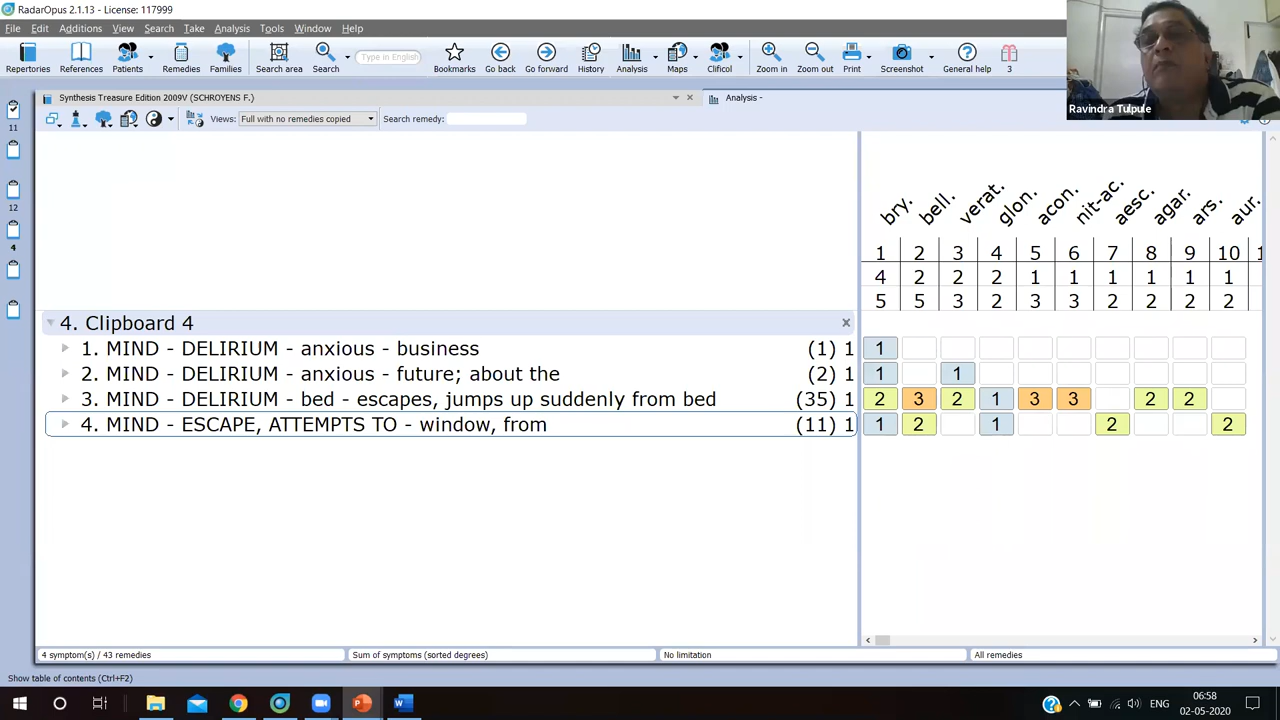 RadarOpus 2.1.13 - License: 117999
File Edit Additions View Search Take Analysis Tools Window Help
Repertories References Patients Remedies Families Search area Search Type in English Bookmarks Go back Go forward History Analysis Maps Clificol Zoom in Zoom out Print Screenshot General help 3
Ravindra Tulpule
Synthesis Treasure Edition 2009V (SCHROYENS F.)
Analysis -
Views: Full with no remedies copied Search remedy:
11
12
4
bry. bell. verat. glon. acon. nit-ac. aesc. agar. ars. aur.
1 2 3 4 5 6 7 8 9 10 1
4 2 2 2 1 1 1 1 1 1
5 5 3 2 3 3 2 2 2 2
4. Clipboard 4
1. MIND - DELIRIUM - anxious - business (1) 1 1
2. MIND - DELIRIUM - anxious - future; about the (2) 1 1 1
3. MIND - DELIRIUM - bed - escapes, jumps up suddenly from bed (35) 1 2 3 2 1 3 3 2 2
4. MIND - ESCAPE, ATTEMPTS TO - window, from (11) 1 1 2 1 2 2
4 symptom(s) / 43 remedies Sum of symptoms (sorted degrees) No limitation All remedies
Show table of contents (Ctrl+F2)
ENG 06:58
02-05-2020